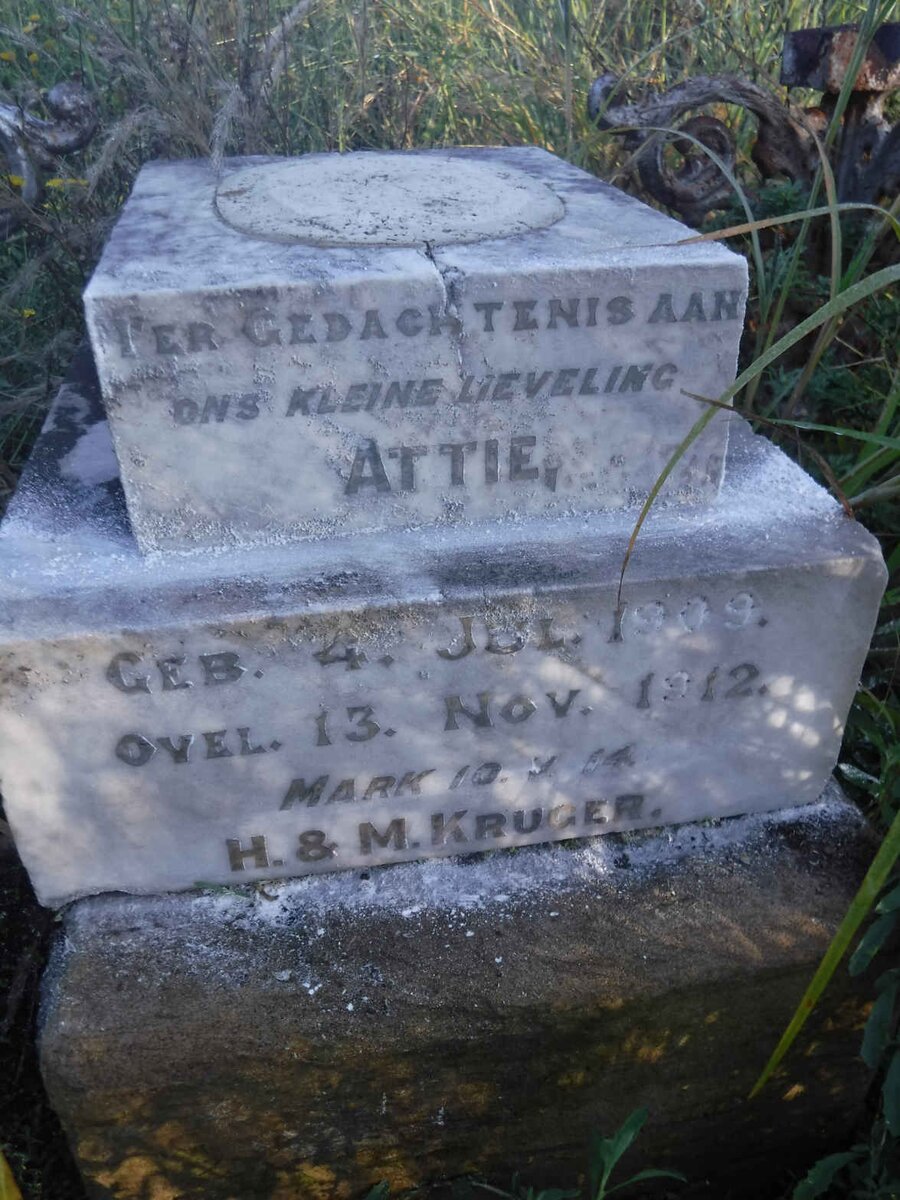 TER GEDACHTENIS AAN
ONS KLEINE LIEVELING
ATTIE,
GEB. 4. JUL. 1909.
OVEL. 13. NOV. 1912.
MARK 10. V. 14.
H. & M. KRUGER.